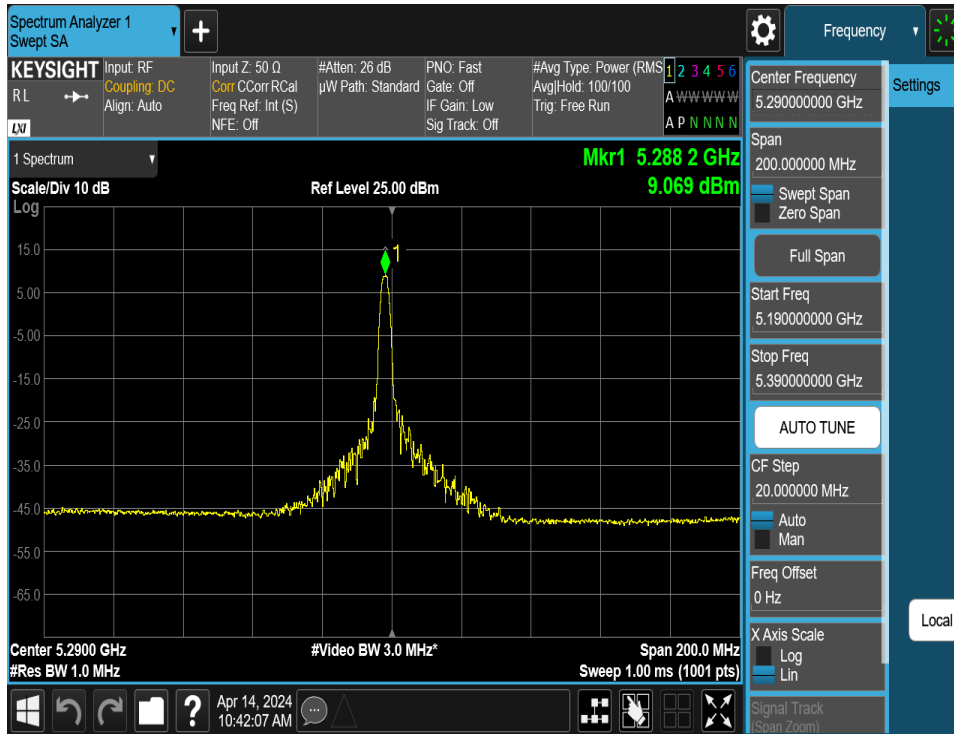 Spectrum Analyzer 1
Swept SA
+
Frequency
KEYSIGHT
R L
LXI
Input: RF
Coupling: DC
Align: Auto
Input Z: 50 Ω
Corr CCorr RCal
Freq Ref: Int (S)
NFE: Off
#Atten: 26 dB
µW Path: Standard
PNO: Fast
Gate: Off
IF Gain: Low
Sig Track: Off
#Avg Type: Power (RMS
Avg|Hold: 100/100
Trig: Free Run
1 2 3 4 5 6
A W W W W W
A P N N N N
1 Spectrum
Scale/Div 10 dB
Log
Ref Level 25.00 dBm
Mkr1 5.288 2 GHz
9.069 dBm
1
15.0
5.00
-5.00
-15.0
-25.0
-35.0
-45.0
-55.0
-65.0
Center 5.2900 GHz
#Res BW 1.0 MHz
#Video BW 3.0 MHz*
Span 200.0 MHz
Sweep 1.00 ms (1001 pts)
Center Frequency
5.290000000 GHz
Span
200.000000 MHz
Swept Span
Zero Span
Full Span
Start Freq
5.190000000 GHz
Stop Freq
5.390000000 GHz
AUTO TUNE
CF Step
20.000000 MHz
Auto
Man
Freq Offset
0 Hz
X Axis Scale
Log
Lin
Signal Track
(Span Zoom)
Settings
Local
?
Apr 14, 2024
10:42:07 AM